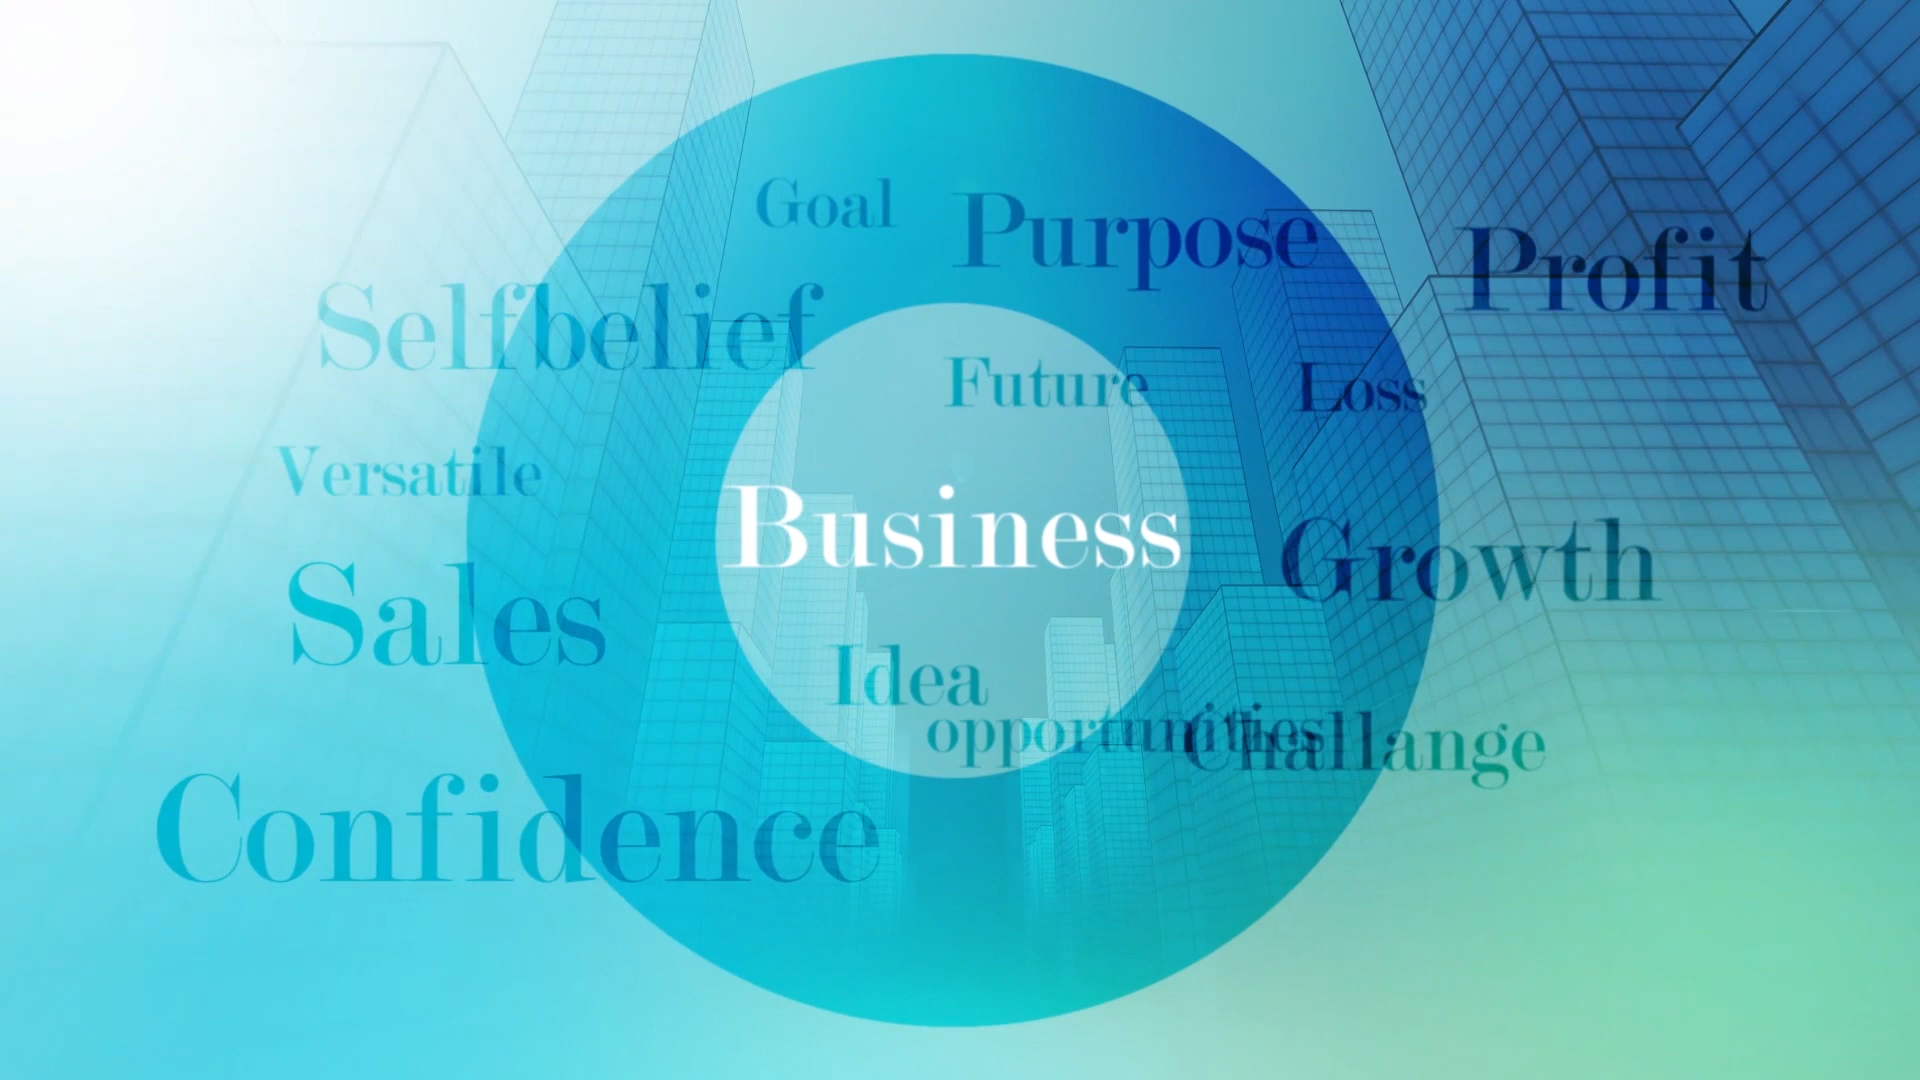 Goal
Purpose
Profit
Selfbelief
Future
Loss
Versatile
Business
Growth
Sales
Idea
opportunities
Challange
Confidence